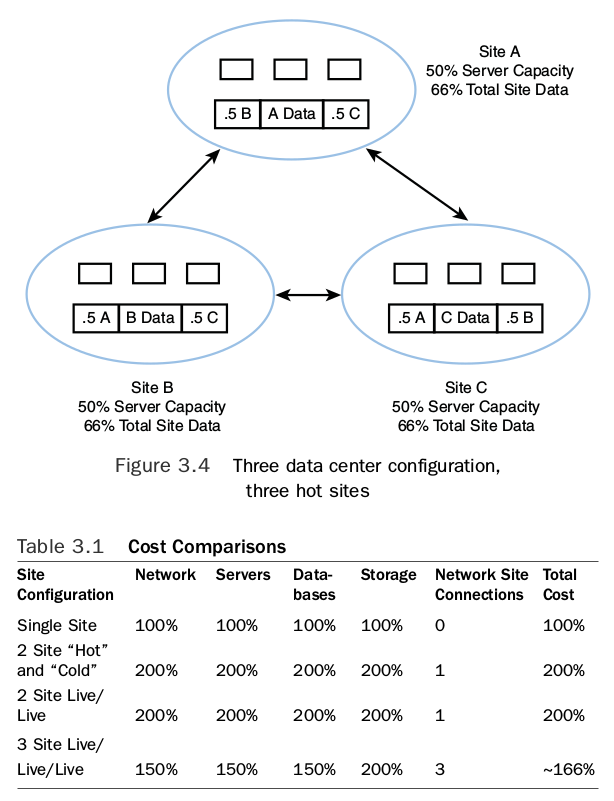 Site A
50% Server Capacity
66% Total Site Data
.5 B A Data .5 C
.5 A B Data .5 C
.5 A C Data .5 B
Site B
50% Server Capacity
66% Total Site Data
Site C
50% Server Capacity
66% Total Site Data
Figure 3.4 Three data center configuration,
three hot sites
Table 3.1 Cost Comparisons
Site Configuration Network Servers Data-bases Storage Network Site Connections Total Cost
Single Site 100% 100% 100% 100% 0 100%
2 Site “Hot”
and “Cold” 200% 200% 200% 200% 1 200%
2 Site Live/
Live 200% 200% 200% 200% 1 200%
3 Site Live/
Live/Live 150% 150% 150% 200% 3 ~166%